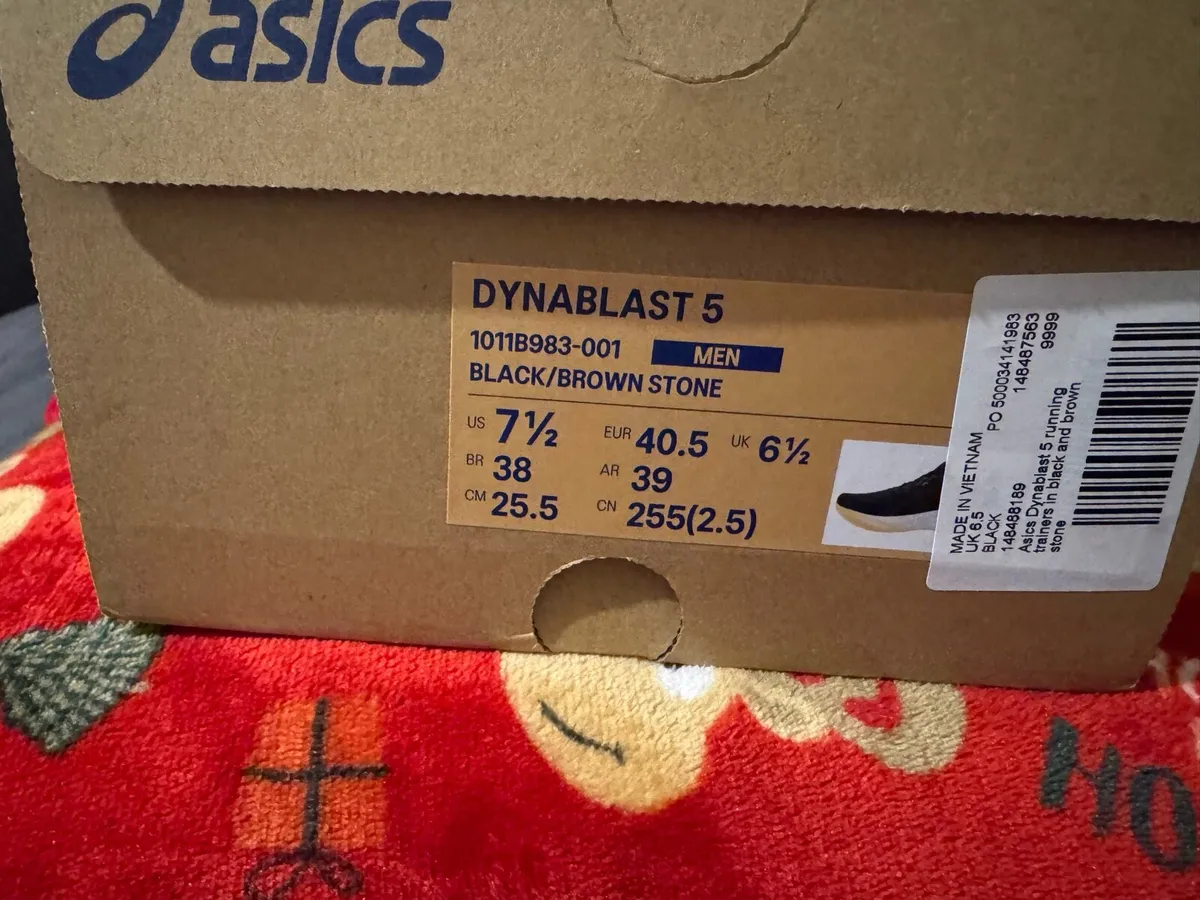 asics
DYNABLAST 5
1011B983-001 MEN
BLACK/BROWN STONE
US 7½ EUR 40.5 UK 6½
BR 38 AR 39
CM 25.5 CN 255(2.5)
MADE IN VIETNAM PO 500034141983
UK 6.5 148487563
BLACK 9999
148488189
Asics Dynablast 5 running
trainers in black and brown
stone
HO